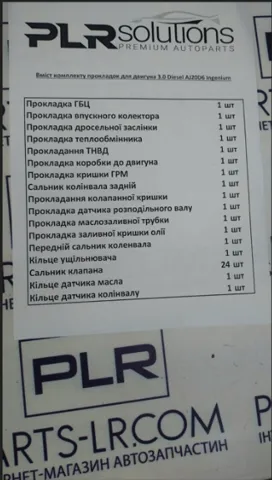 PLRsolutions
PREMIUM AUTOPARTS
Вміст комплекту прокладок для двигуна 3.0 Diesel AJ200d6 Ingenium
Прокладка ГБЦ 1 шт
Прокладка впускного колектора 1 шт
Прокладка дросельної заслінки 1 шт
Прокладка теплообмінника 1 шт
Прокладання ТНВД 1 шт
Прокладка коробки до двигуна 1 шт
Прокладка кришки ГРМ 1 шт
Сальник колінвала задній 1 шт
Прокладання колапанної кришки 1 шт
Прокладка датчика розподільного валу 1 шт
Прокладка маслозаливної трубки 1 шт
Прокладка заливної кришки олії 1 шт
Передній сальник коленвала 1 шт
Кільце ущільнювача 1 шт
Сальник клапана 24 шт
Кільце датчика масла 1 шт
Кільце датчика колінвалу 1 шт
PLR
ARTS-LR.COM
РНЕТ-МАГАЗИН АВТОЗАПЧАСТИН